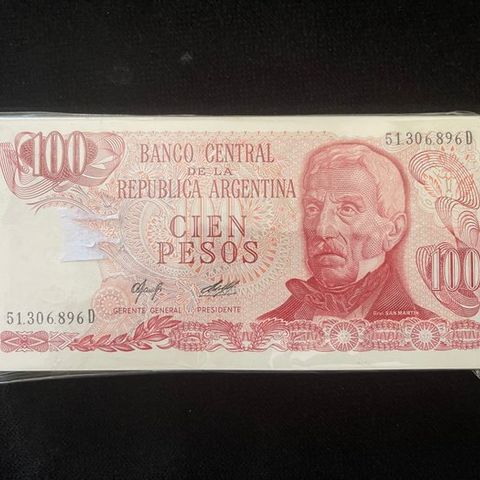 100
51.306.896 D
BANCO CENTRAL
DE LA
REPUBLICA ARGENTINA
CIEN
PESOS
100
51.306.896 D
GERENTE GENERAL
PRESIDENTE
Gral. SAN MARTIN